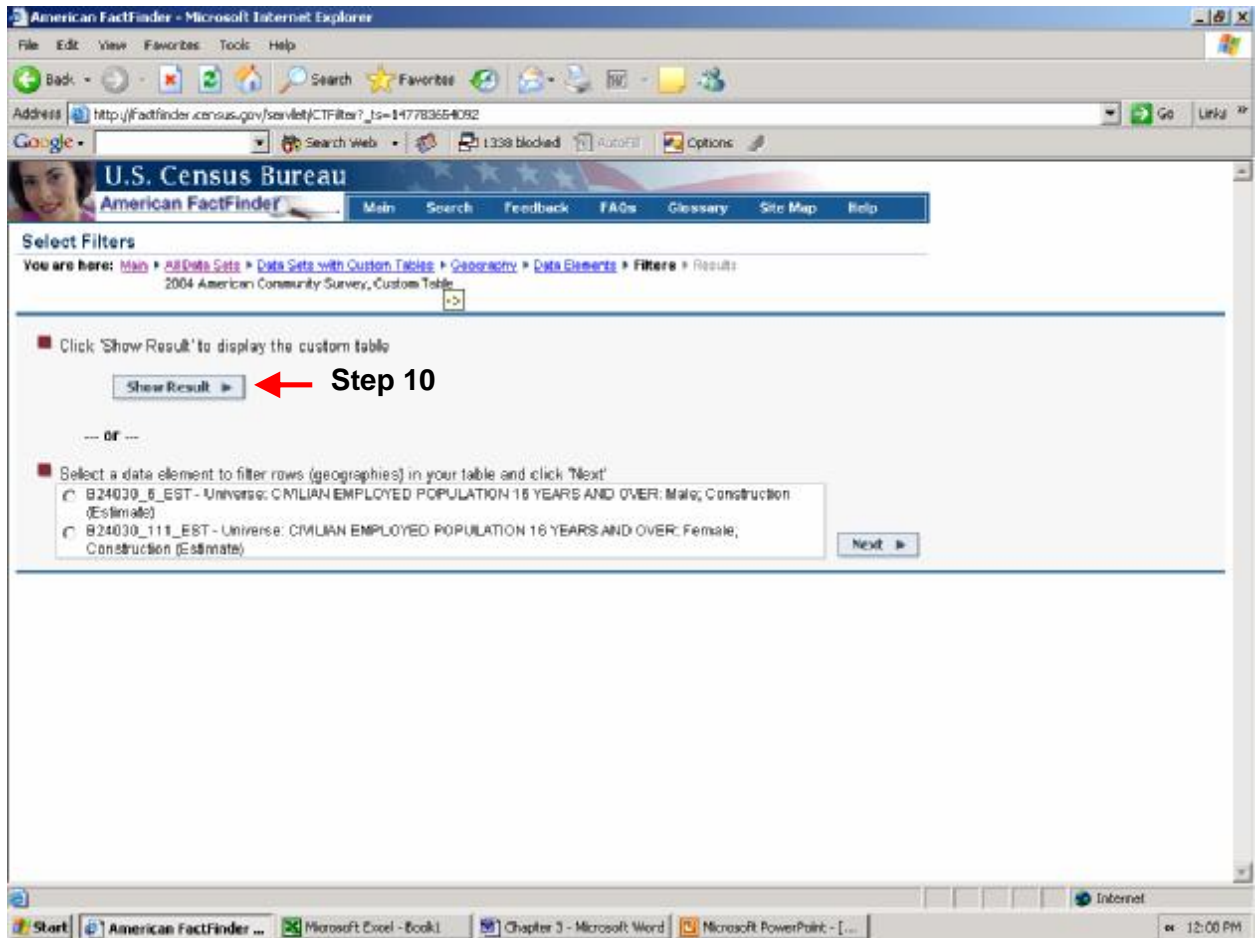 American FactFinder - Microsoft Internet Explorer
File Edit View Favorites Tools Help
Back Search Favorites
Address http://factfinder.census.gov/servlet/CTFilter?_ts=147783654092 Go Links
Google Search Web 1338 blocked AutoFill Options
U.S. Census Bureau
American FactFinder Main Search Feedback FAQs Glossary Site Map Help
Select Filters
You are here: Main All Data Sets Data Sets with Custom Tables Geography Data Elements Filters Results
2004 American Community Survey, Custom Table
->
Click 'Show Result' to display the custom table
Show Result Step 10
--- or ---
Select a data element to filter rows (geographies) in your table and click 'Next'
B24030_6_EST - Universe: CIVILIAN EMPLOYED POPULATION 16 YEARS AND OVER: Male; Construction
(Estimate)
B24030_111_EST - Universe: CIVILIAN EMPLOYED POPULATION 16 YEARS AND OVER: Female;
Construction (Estimate)
Next
Internet
Start American FactFinder ... Microsoft Excel - Book1 Chapter 3 - Microsoft Word Microsoft PowerPoint - [... 12:00 PM